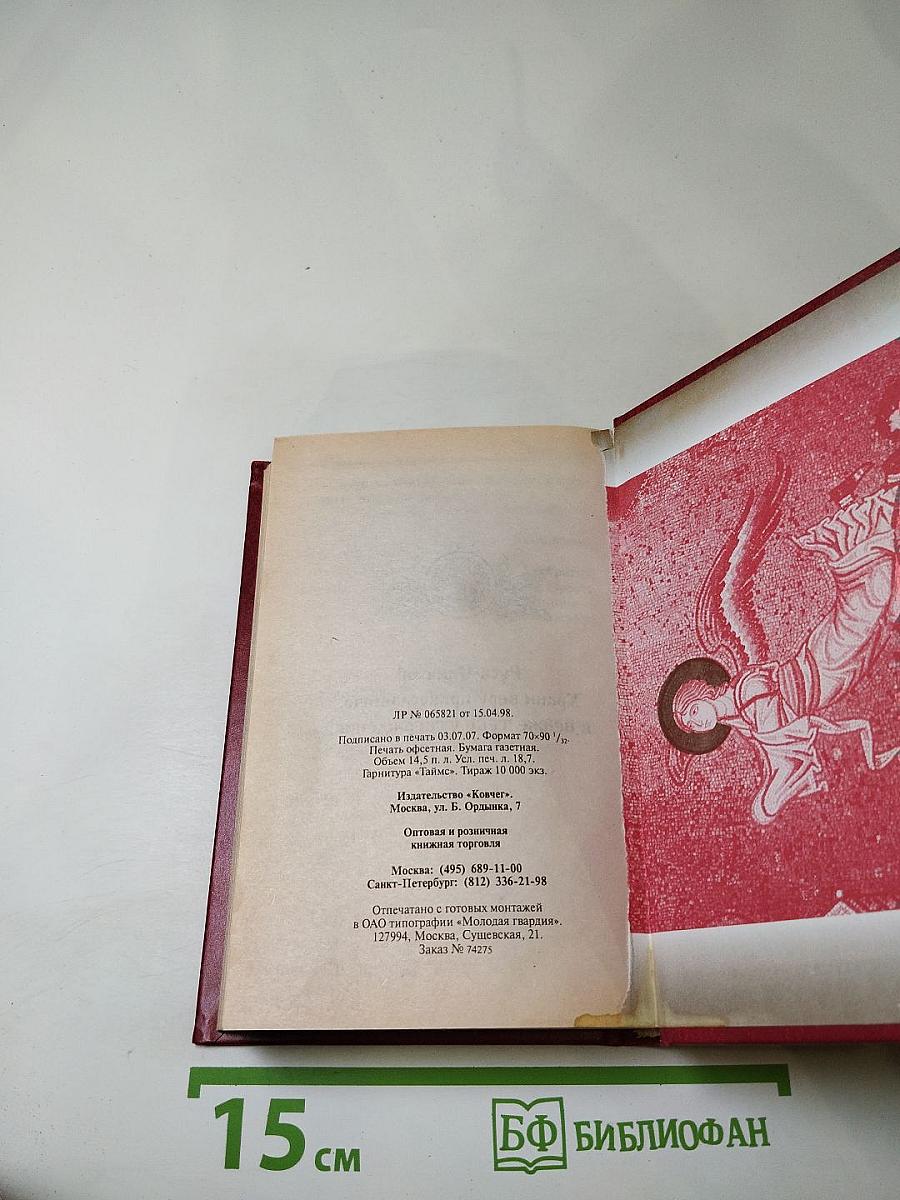 ЛР № 065821 от 15.04.98.
Подписано в печать 03.07.07. Формат 70×90 1/32.
Печать офсетная. Бумага газетная.
Объем 14,5 п. л. Усл. печ. л. 18,7.
Гарнитура «Таймс». Тираж 10 000 экз.
Издательство «Ковчег».
Москва, ул. Б. Ордынка, 7
Оптовая и розничная
книжная торговля
Москва: (495) 689-11-00
Санкт-Петербург: (812) 336-21-98
Отпечатано с готовых монтажей
в ОАО типографии «Молодая гвардия».
127994, Москва, Сущевская, 21.
Заказ № 74275
15 см
БФ БИБЛИОФАН